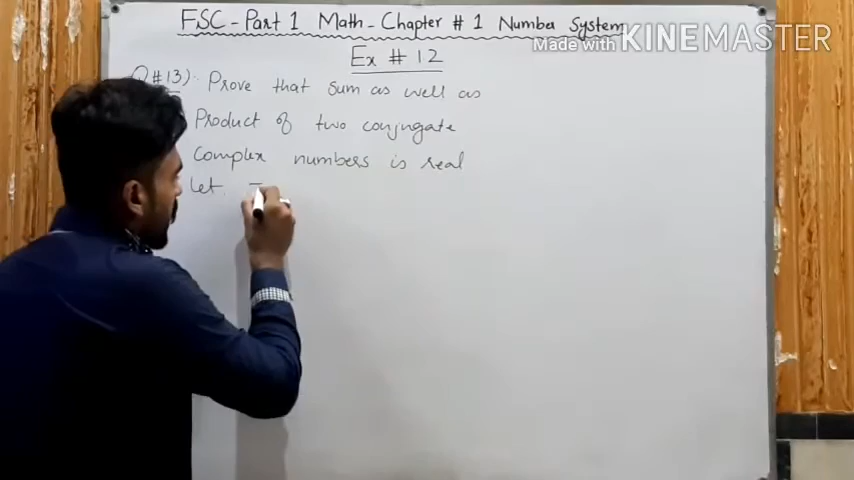 FSC - Part 1 Math - Chapter # 1 Number System
Made with KINEMASTER
Ex # 12
Q #13) Prove that sum as well as
Product of two conjugate
Complex numbers is real
let